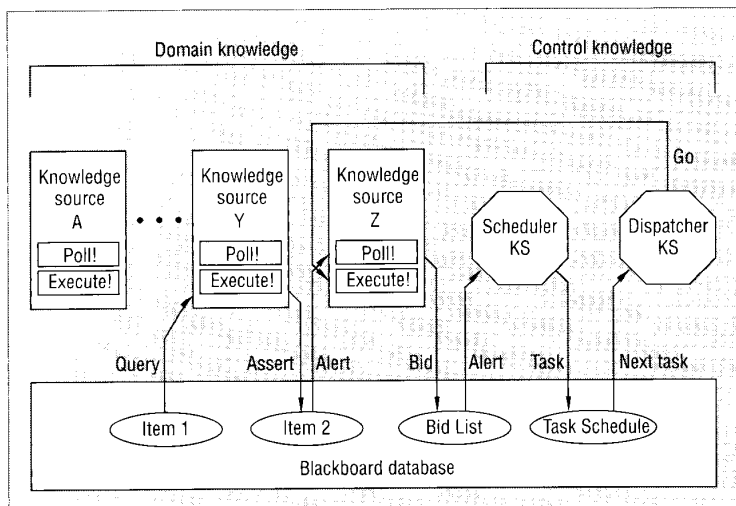 Domain knowledge
Control knowledge
Go
Knowledge
source
A
Poll!
Execute!
• • •
Knowledge
source
Y
Poll!
Execute!
Knowledge
source
Z
Poll!
Execute!
Scheduler
KS
Dispatcher
KS
Query
Assert
Alert
Bid
Alert
Task
Next task
Item 1
Item 2
Bid List
Task Schedule
Blackboard database